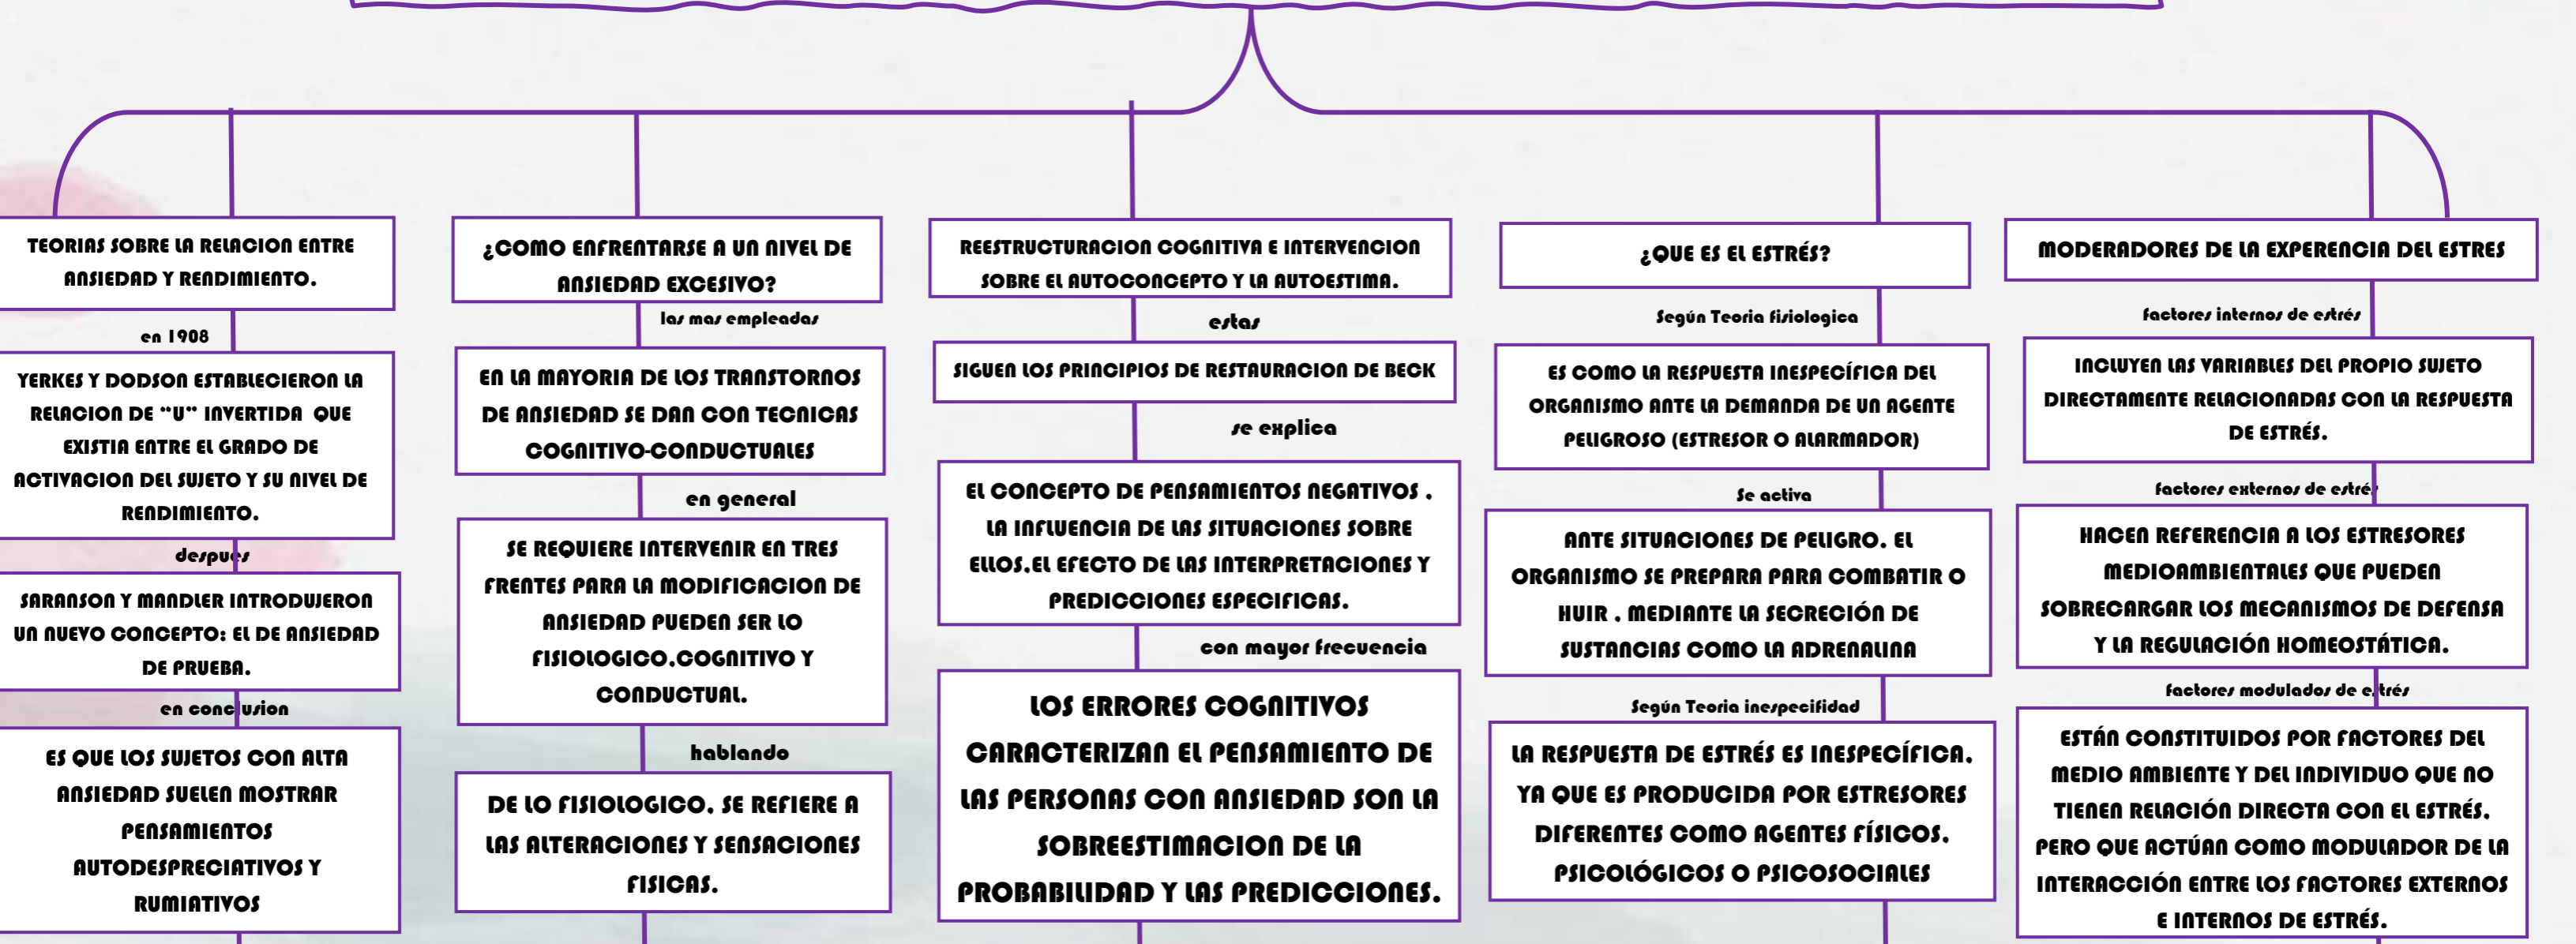 TEORIAS SOBRE LA RELACION ENTRE
ANSIEDAD Y RENDIMIENTO.
en 1908
YERKES Y DODSON ESTABLECIERON LA
RELACION DE “U” INVERTIDA QUE
EXISTIA ENTRE EL GRADO DE
ACTIVACION DEL SUJETO Y SU NIVEL DE
RENDIMIENTO.
despues
SARANSON Y MANDLER INTRODUJERON
UN NUEVO CONCEPTO: EL DE ANSIEDAD
DE PRUEBA.
en conclusion
ES QUE LOS SUJETOS CON ALTA
ANSIEDAD SUELEN MOSTRAR
PENSAMIENTOS
AUTODESPRECIATIVOS Y
RUMIATIVOS
¿COMO ENFRENTARSE A UN NIVEL DE
ANSIEDAD EXCESIVO?
las mas empleadas
EN LA MAYORIA DE LOS TRANSTORNOS
DE ANSIEDAD SE DAN CON TECNICAS
COGNITIVO-CONDUCTUALES
en general
SE REQUIERE INTERVENIR EN TRES
FRENTES PARA LA MODIFICACION DE
ANSIEDAD PUEDEN SER LO
FISIOLOGICO,COGNITIVO Y
CONDUCTUAL.
hablando
DE LO FISIOLOGICO, SE REFIERE A
LAS ALTERACIONES Y SENSACIONES
FISICAS.
REESTRUCTURACION COGNITIVA E INTERVENCION
SOBRE EL AUTOCONCEPTO Y LA AUTOESTIMA.
estas
SIGUEN LOS PRINCIPIOS DE RESTAURACION DE BECK
se explica
EL CONCEPTO DE PENSAMIENTOS NEGATIVOS ,
LA INFLUENCIA DE LAS SITUACIONES SOBRE
ELLOS,EL EFECTO DE LAS INTERPRETACIONES Y
PREDICCIONES ESPECIFICAS.
con mayor frecuencia
LOS ERRORES COGNITIVOS
CARACTERIZAN EL PENSAMIENTO DE
LAS PERSONAS CON ANSIEDAD SON LA
SOBREESTIMACION DE LA
PROBABILIDAD Y LAS PREDICCIONES.
¿QUE ES EL ESTRÉS?
Según Teoria fisiologica
ES COMO LA RESPUESTA INESPECÍFICA DEL
ORGANISMO ANTE LA DEMANDA DE UN AGENTE
PELIGROSO (ESTRESOR O ALARMADOR)
Se activa
ANTE SITUACIONES DE PELIGRO. EL
ORGANISMO SE PREPARA PARA COMBATIR O
HUIR , MEDIANTE LA SECRECIÓN DE
SUSTANCIAS COMO LA ADRENALINA
Según Teoria inespecifidad
LA RESPUESTA DE ESTRÉS ES INESPECÍFICA,
YA QUE ES PRODUCIDA POR ESTRESORES
DIFERENTES COMO AGENTES FÍSICOS,
PSICOLÓGICOS O PSICOSOCIALES
MODERADORES DE LA EXPERENCIA DEL ESTRES
factores internos de estrés
INCLUYEN LAS VARIABLES DEL PROPIO SUJETO
DIRECTAMENTE RELACIONADAS CON LA RESPUESTA
DE ESTRÉS.
factores externos de estrés
HACEN REFERENCIA A LOS ESTRESORES
MEDIOAMBIENTALES QUE PUEDEN
SOBRECARGAR LOS MECANISMOS DE DEFENSA
Y LA REGULACIÓN HOMEOSTÁTICA.
factores modulados de estrés
ESTÁN CONSTITUIDOS POR FACTORES DEL
MEDIO AMBIENTE Y DEL INDIVIDUO QUE NO
TIENEN RELACIÓN DIRECTA CON EL ESTRÉS,
PERO QUE ACTÚAN COMO MODULADOR DE LA
INTERACCIÓN ENTRE LOS FACTORES EXTERNOS
E INTERNOS DE ESTRÉS.